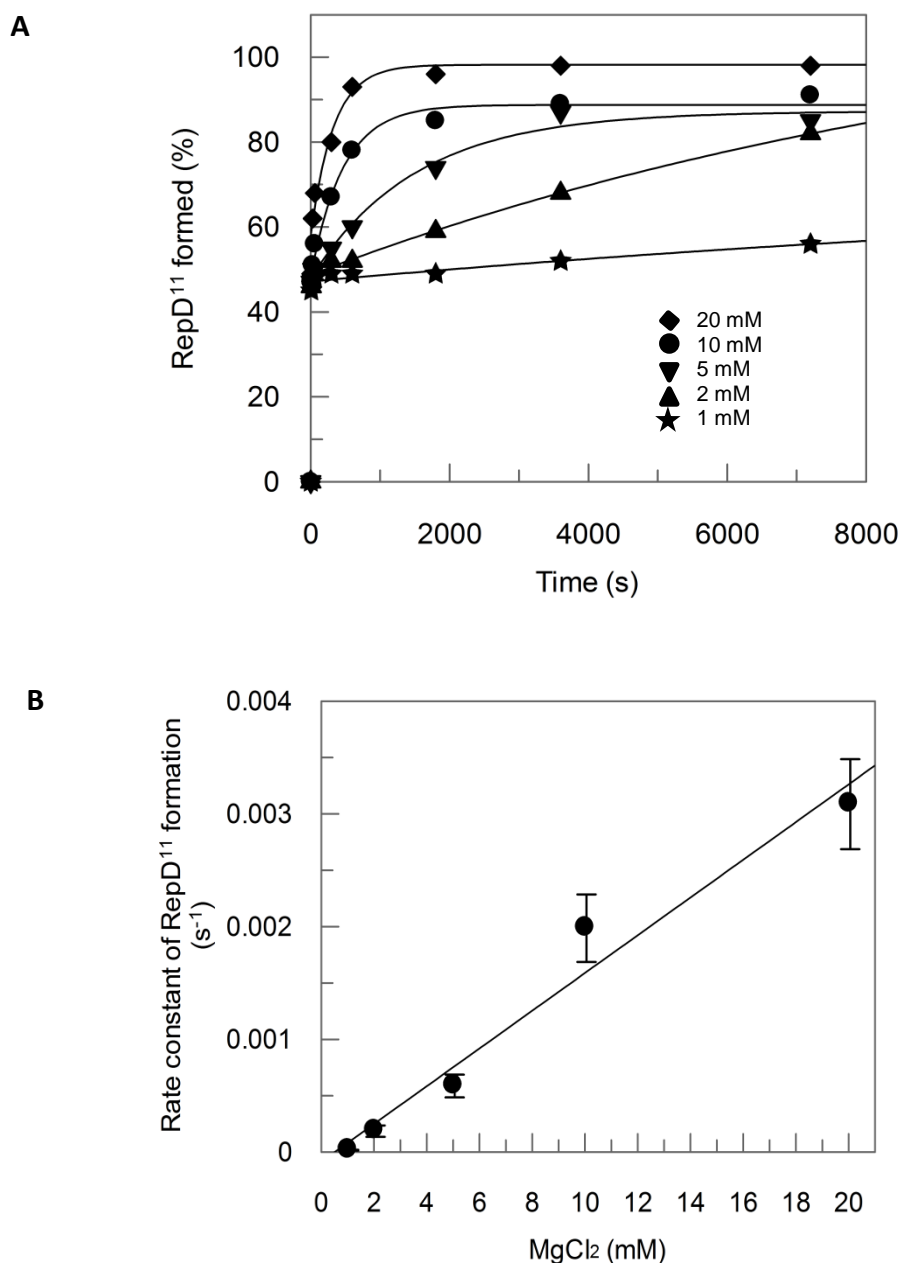 A
RepD¹¹ formed (%)
100
80
60
40
20
0
20 mM
10 mM
5 mM
2 mM
1 mM
0 2000 4000 6000 8000
Time (s)
B
Rate constant of RepD¹¹ formation
(s⁻¹)
0.004
0.003
0.002
0.001
0
0 2 4 6 8 10 12 14 16 18 20
MgCl₂ (mM)